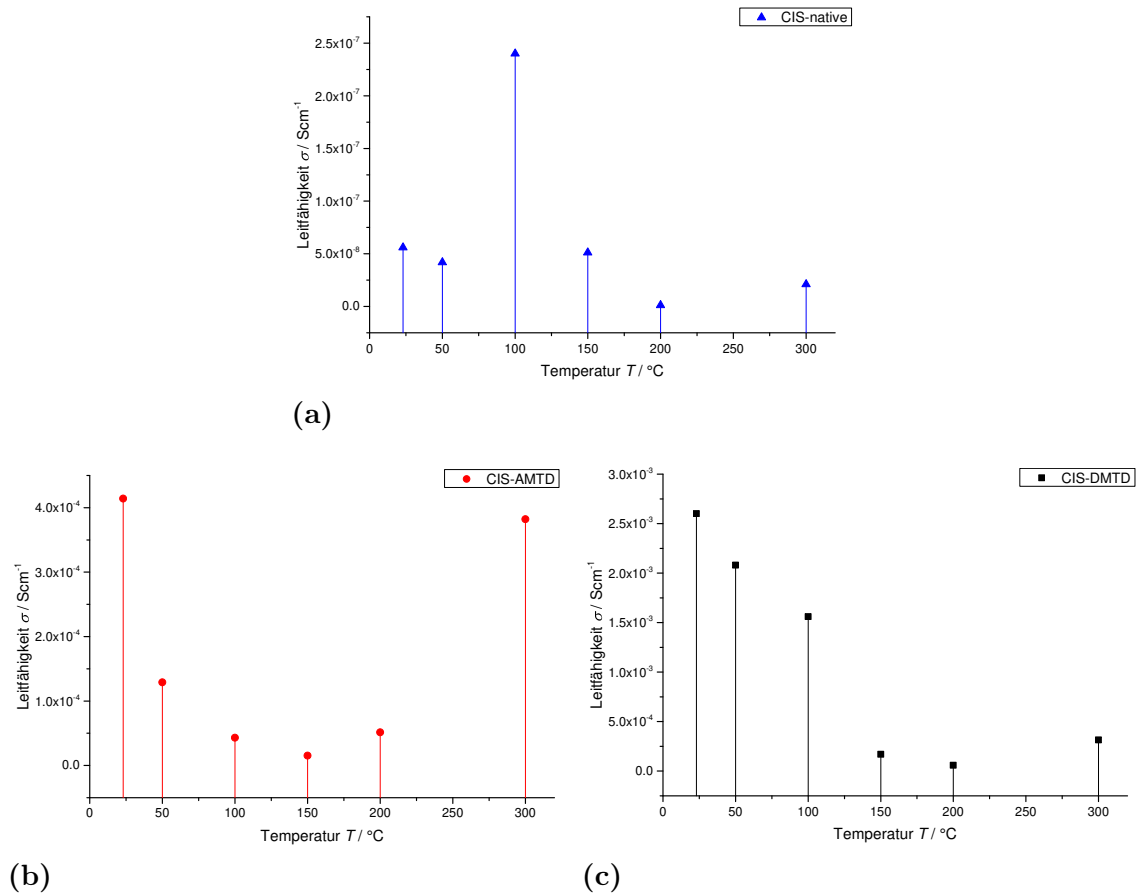 CIS-native
2.5x10⁻⁷
2.0x10⁻⁷
1.5x10⁻⁷
1.0x10⁻⁷
5.0x10⁻⁸
0.0
Leitfähigkeit σ / Scm⁻¹
0 50 100 150 200 250 300
Temperatur T / °C
(a)
CIS-AMTD
4.0x10⁻⁴
3.0x10⁻⁴
2.0x10⁻⁴
1.0x10⁻⁴
0.0
Leitfähigkeit σ / Scm⁻¹
0 50 100 150 200 250 300
Temperatur T / °C
(b)
CIS-DMTD
3.0x10⁻³
2.5x10⁻³
2.0x10⁻³
1.5x10⁻³
1.0x10⁻³
5.0x10⁻⁴
0.0
Leitfähigkeit σ / Scm⁻¹
0 50 100 150 200 250 300
Temperatur T / °C
(c)